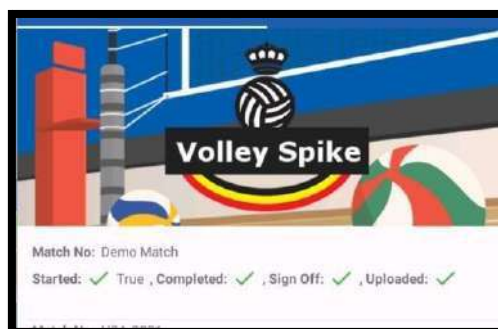 Volley Spike
Match No: Demo Match
Started: ✓ True , Completed: ✓ , Sign Off: ✓ , Uploaded: ✓